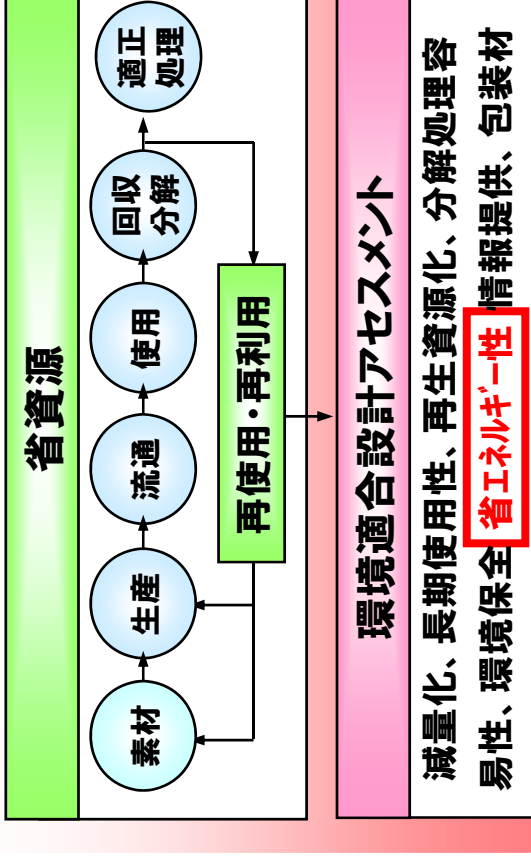 省資源
素材
生産
流通
使用
回収
分解
適正
処理
再使用・再利用
環境適合設計アセスメント
減量化、長期使用性、再生資源化、分解処理容
易性、環境保全 省エネルギー性 情報提供、包装材